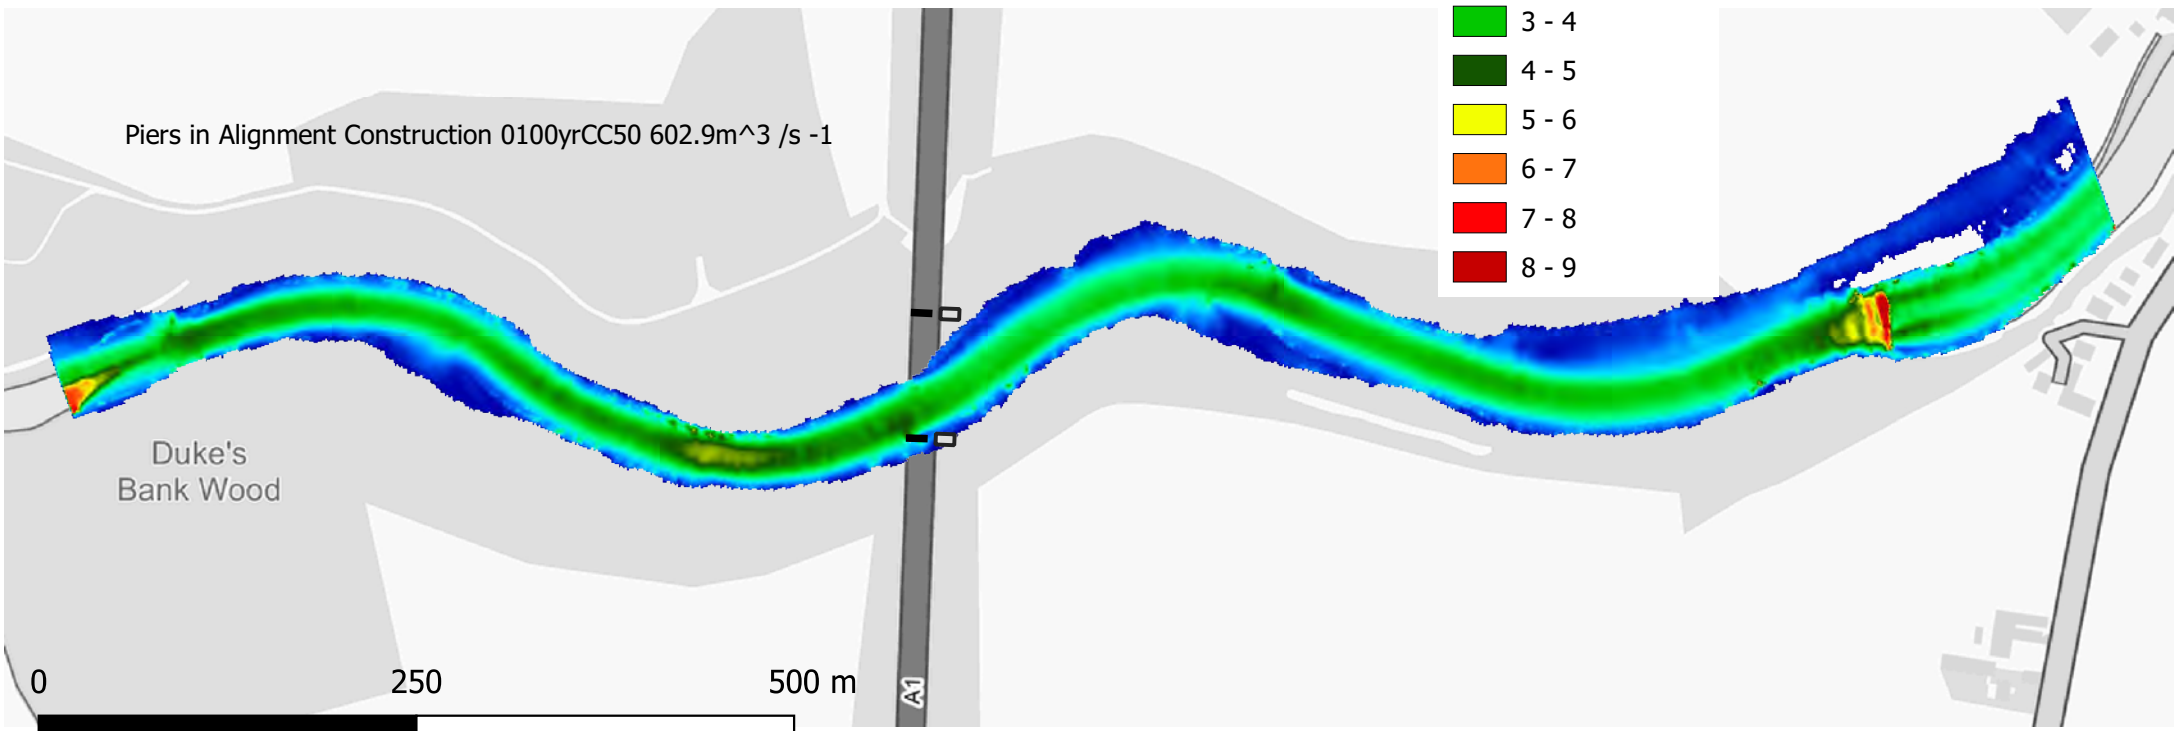 3 - 4
4 - 5
5 - 6
6 - 7
7 - 8
8 - 9
Piers in Alignment Construction 0100yrCC50 602.9m^3 /s -1
Duke's
Bank Wood
0 250 500 m
A1